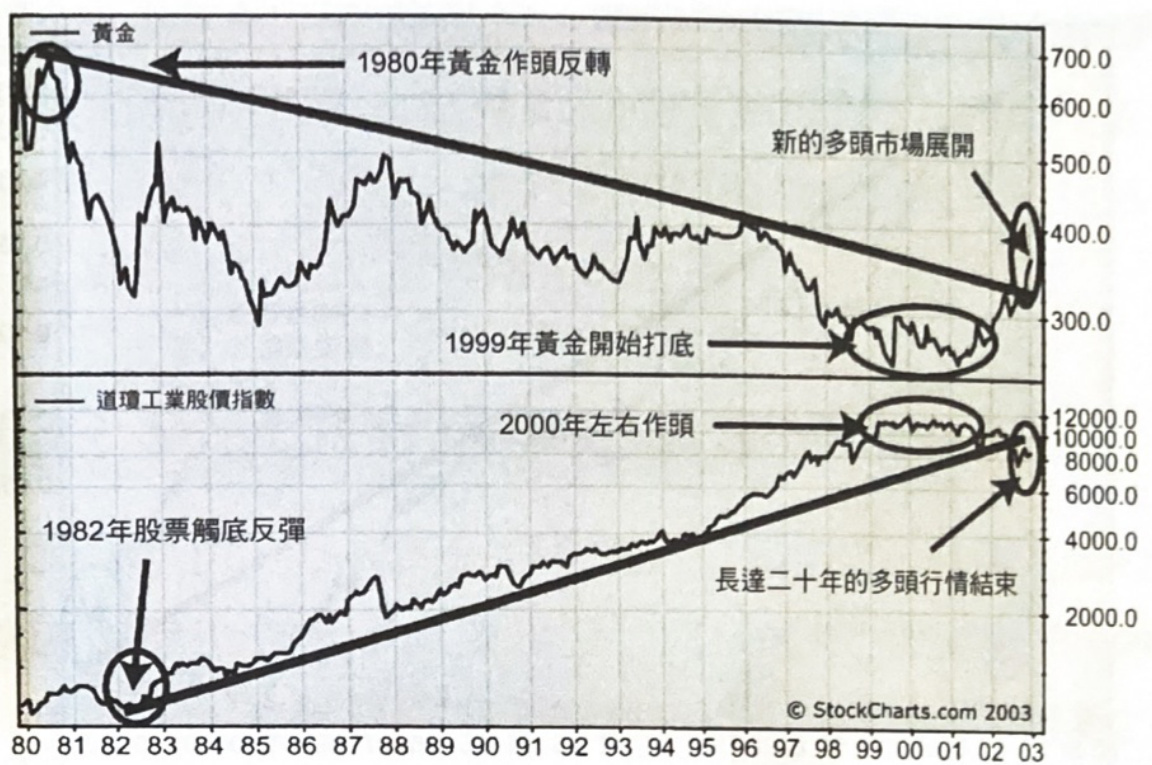 黃金
1980年黃金作頭反轉
700.0
600.0
新的多頭市場展開
500.0
400.0
1999年黃金開始打底
300.0
道瓊工業股價指數
2000年左右作頭
12000.0
10000.0
8000.0
6000.0
1982年股票觸底反彈
4000.0
長達二十年的多頭行情結束
2000.0
© StockCharts.com 2003
80 81 82 83 84 85 86 87 88 89 90 91 92 93 94 95 96 97 98 99 00 01 02 03